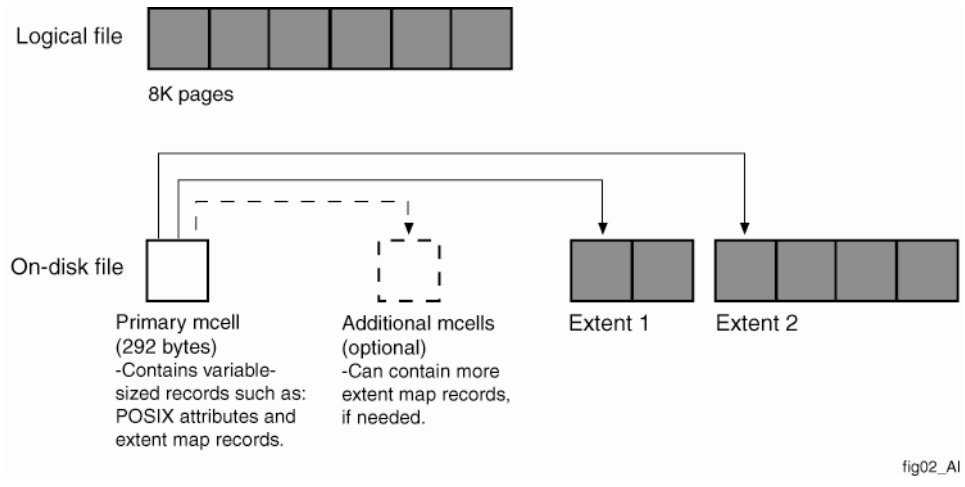 Logical file
8K pages
On-disk file
Primary mcell
(292 bytes)
-Contains variable-
sized records such as:
POSIX attributes and
extent map records.
Additional mcells
(optional)
-Can contain more
extent map records,
if needed.
Extent 1
Extent 2
fig02_AI